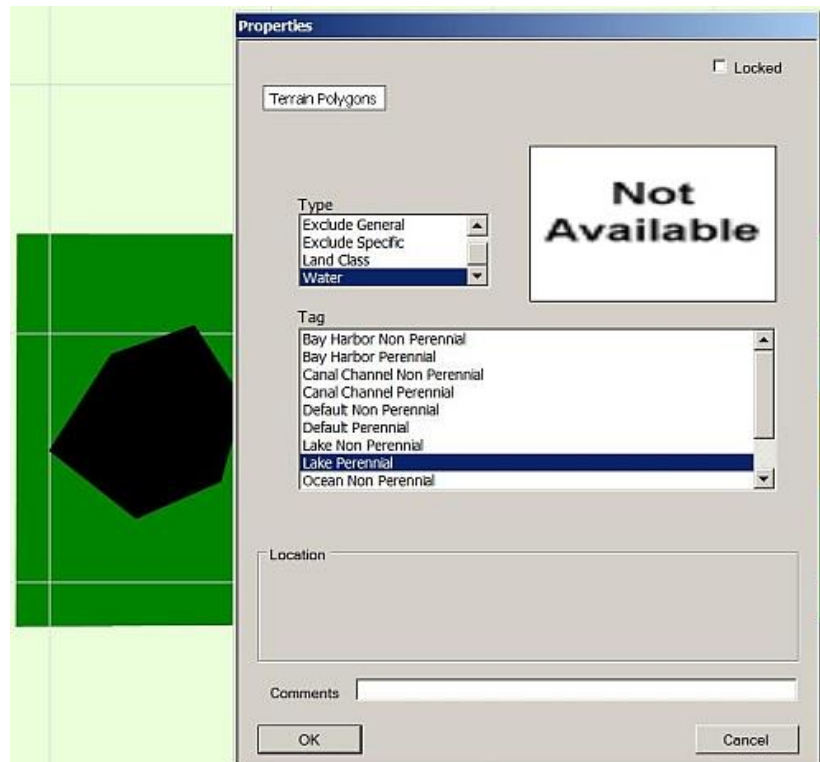 Properties
Locked
Terrain Polygons
Not
Available
Type
Exclude General
Exclude Specific
Land Class
Water
Tag
Bay Harbor Non Perennial
Bay Harbor Perennial
Canal Channel Non Perennial
Canal Channel Perennial
Default Non Perennial
Default Perennial
Lake Non Perennial
Lake Perennial
Ocean Non Perennial
Location
Comments
OK
Cancel